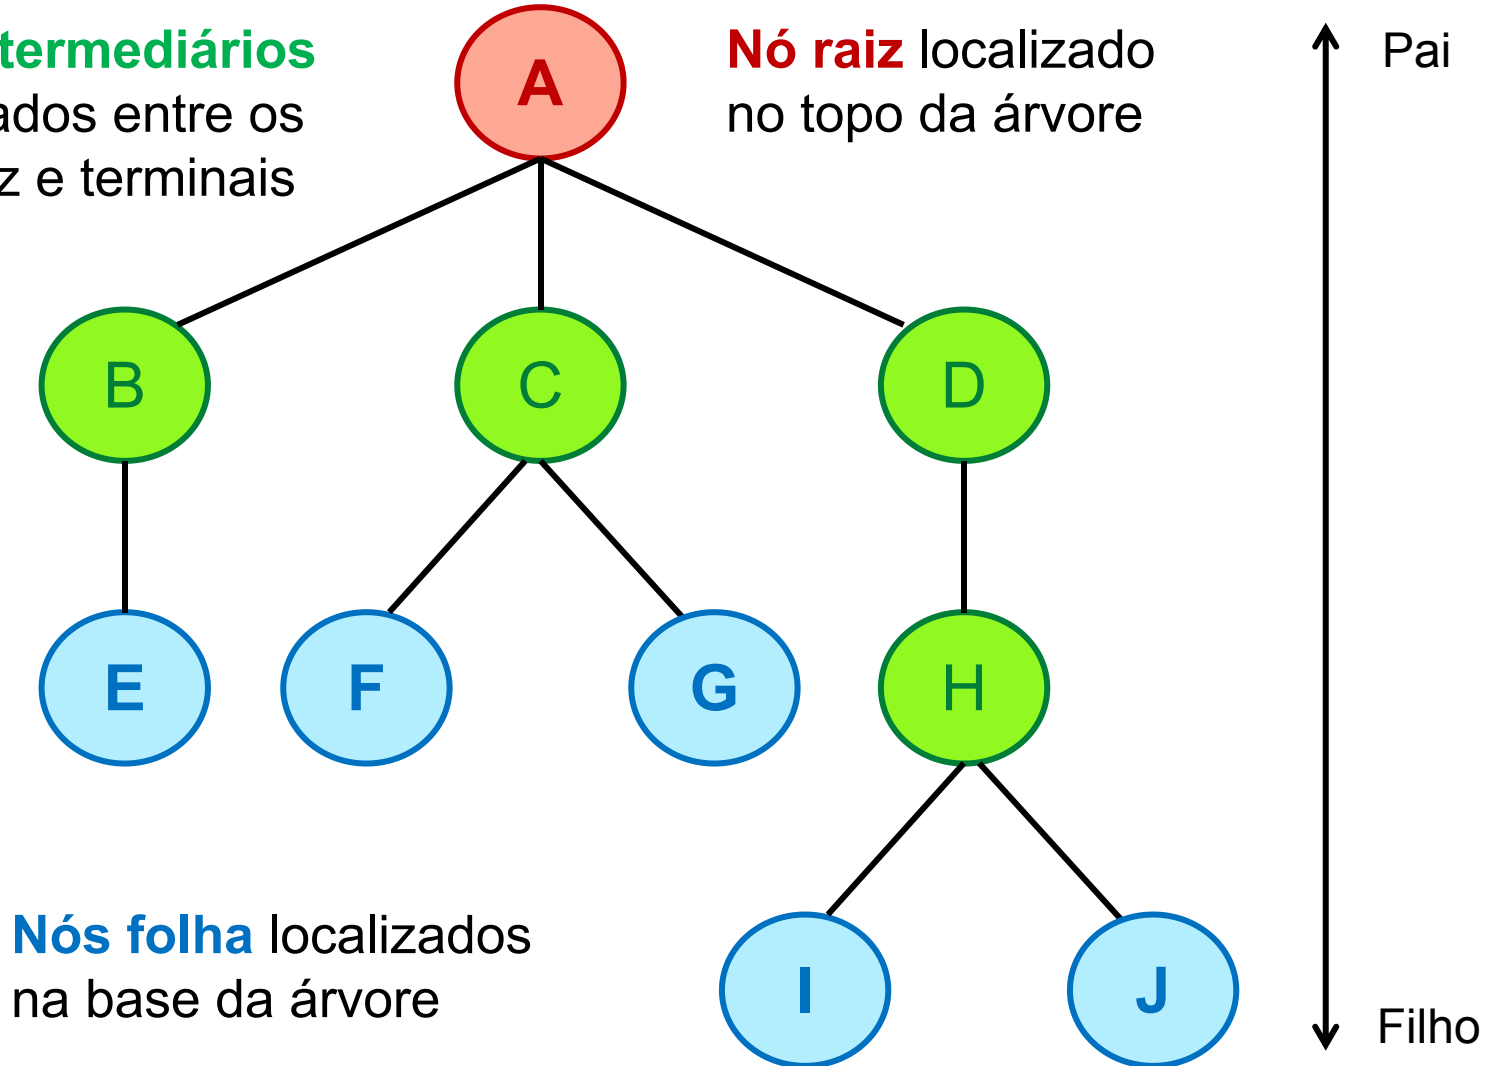 termediários
ados entre os
z e terminais
A
Nó raiz localizado
no topo da árvore
Pai
B
C
D
E
F
G
H
Nós folha localizados
na base da árvore
I
J
Filho